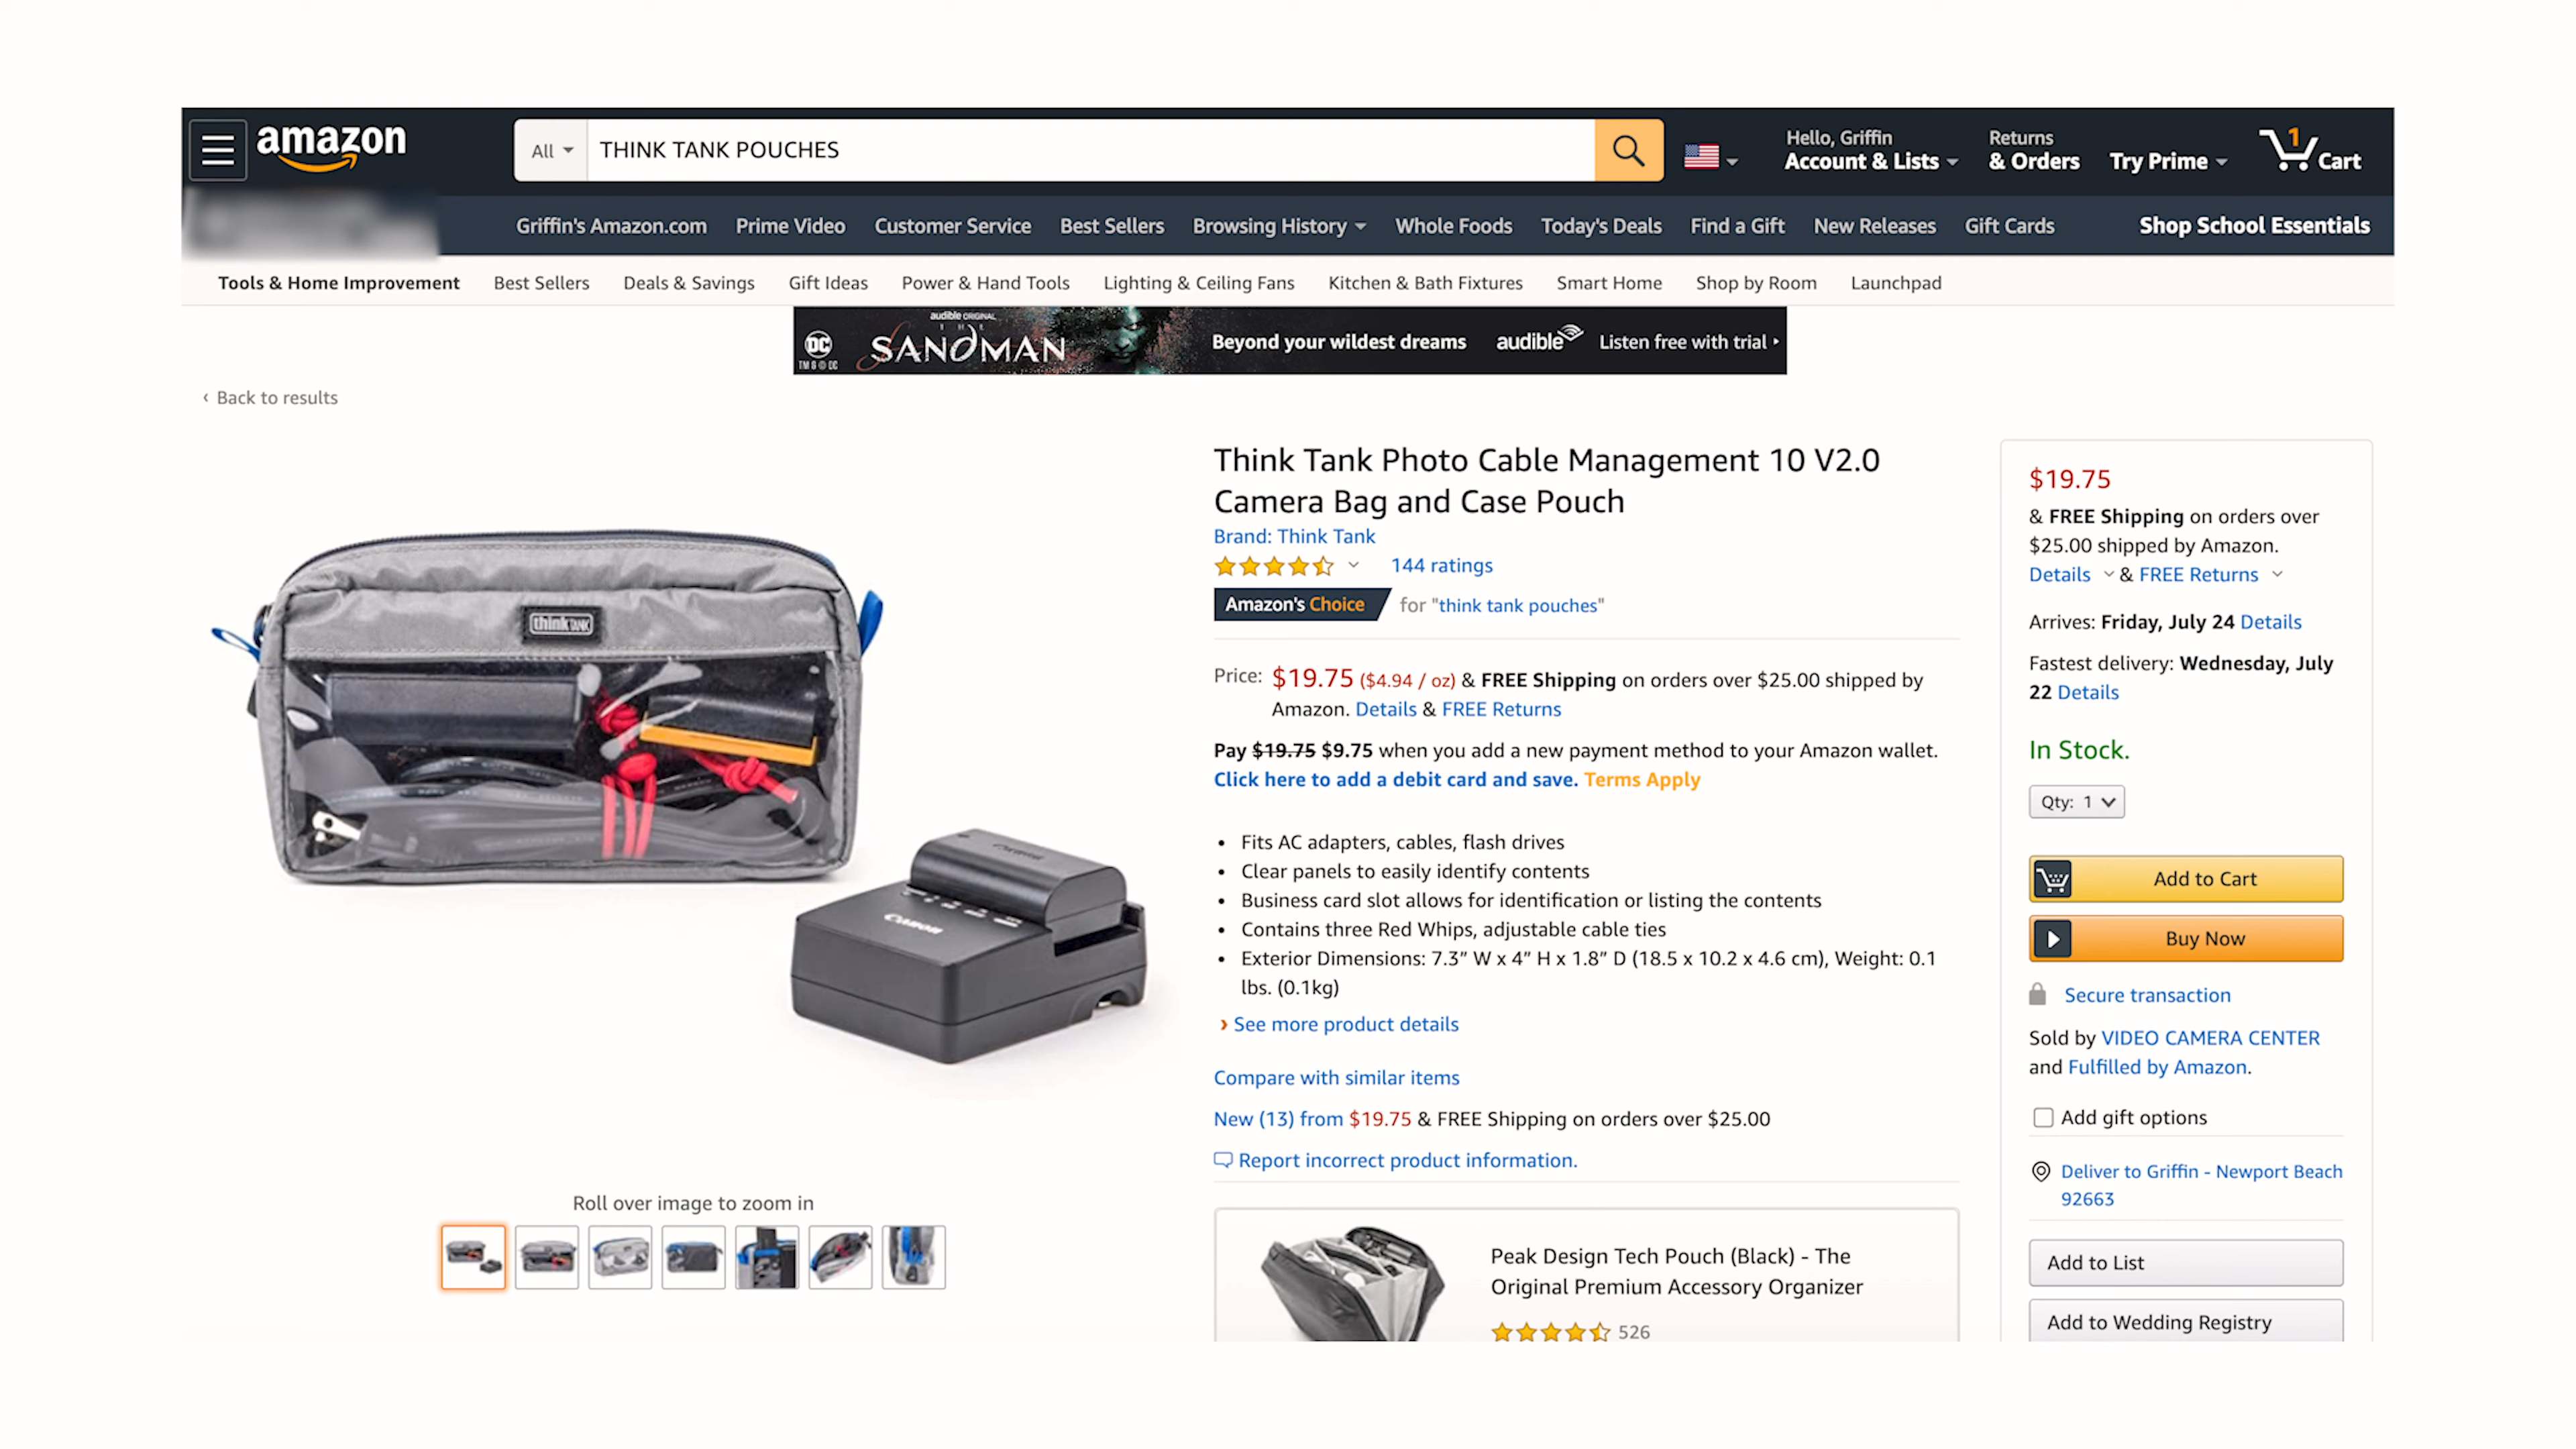 amazon
All
THINK TANK POUCHES
Hello, Griffin
Account & Lists
Returns
& Orders
Try Prime
1
Cart
Griffin's Amazon.com
Prime Video
Customer Service
Best Sellers
Browsing History
Whole Foods
Today's Deals
Find a Gift
New Releases
Gift Cards
Shop School Essentials
Tools & Home Improvement
Best Sellers
Deals & Savings
Gift Ideas
Power & Hand Tools
Lighting & Ceiling Fans
Kitchen & Bath Fixtures
Smart Home
Shop by Room
Launchpad
DC
TM & © DC
audible ORIGINAL
THE
SANDMAN
Beyond your wildest dreams
audible
Listen free with trial ▸
‹ Back to results
thinkTANK
Canon
Canon
Roll over image to zoom in
Think Tank Photo Cable Management 10 V2.0
Camera Bag and Case Pouch
Brand: Think Tank
144 ratings
Amazon's Choice for "think tank pouches"
Price: $19.75 ($4.94 / oz) & FREE Shipping on orders over $25.00 shipped by
Amazon. Details & FREE Returns
Pay $19.75 $9.75 when you add a new payment method to your Amazon wallet.
Click here to add a debit card and save. Terms Apply
• Fits AC adapters, cables, flash drives
• Clear panels to easily identify contents
• Business card slot allows for identification or listing the contents
• Contains three Red Whips, adjustable cable ties
• Exterior Dimensions: 7.3” W x 4” H x 1.8” D (18.5 x 10.2 x 4.6 cm), Weight: 0.1
lbs. (0.1kg)
› See more product details
Compare with similar items
New (13) from $19.75 & FREE Shipping on orders over $25.00
Report incorrect product information.
Peak Design Tech Pouch (Black) - The
Original Premium Accessory Organizer
526
$19.75
& FREE Shipping on orders over
$25.00 shipped by Amazon.
Details & FREE Returns
Arrives: Friday, July 24 Details
Fastest delivery: Wednesday, July
22 Details
In Stock.
Qty: 1
Add to Cart
Buy Now
Secure transaction
Sold by VIDEO CAMERA CENTER
and Fulfilled by Amazon.
Add gift options
Deliver to Griffin - Newport Beach
92663
Add to List
Add to Wedding Registry